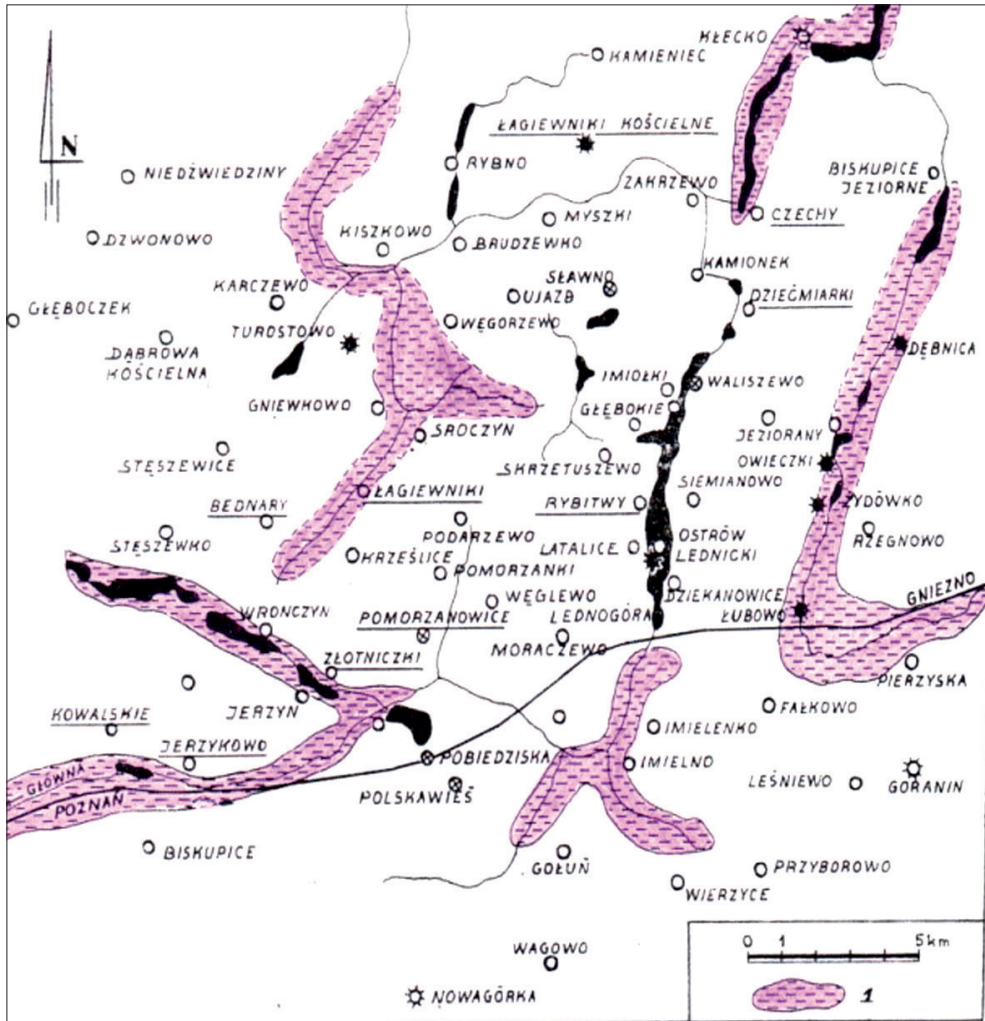 KŁECKO
KAMIENIEC
ŁAGIEWNIKI KOŚCIELNE
N
RYBNO
NIEDŹWIEDZINY
ZAKRZEWO
BISKUPICE
JEZIORNE
MYSZKI
CZECHY
DZWONOWO
KISZKOWO
BRUDZEWKO
KAMIONEK
SŁAWNO
KARCZEWO
UJAZD
DZIEĆMIARKI
GŁĘBOCZEK
TUROSTOWO
WĘGORZEWO
DĄBROWA
KOŚCIELNA
DĘBNICA
IMIOŁKI
WALISZEWO
GNIEWKOWO
GŁĘBOKIE
SROCZYN
JEZIORANY
STĘSZEWICE
SKRZETUSZEWO
OWIECZKI
ŁAGIEWNIKI
RYBITWY
SIEMIANOWO
BEDNARY
ŻYDÓWKO
PODARZEWO
RZEGNOWO
STĘSZEWKO
KRZEŚLICE
LATALICE
OSTRÓW
LEDNICKI
POMORZANKI
WĘGLEWO
DZIEKANOWICE
GNIEZNO
WRONCZYN
POMORZANOWICE
LEDNOGÓRA
ŁUBOWO
MORACZEWO
ZŁOTNICZKI
PIERZYSKA
JERZYN
FAŁKOWO
KOWALSKIE
IMIELENKO
JERZYKOWO
POBIEDZISKA
IMIELNO
GŁÓWNA
LEŚNIEWO
GORANIN
POZNAŃ
POLSKAWIEŚ
BISKUPICE
GOŁUŃ
PRZYBOROWO
WIERZYCE
WAGOWO
0 1 5 km
NOWAGÓRKA
1